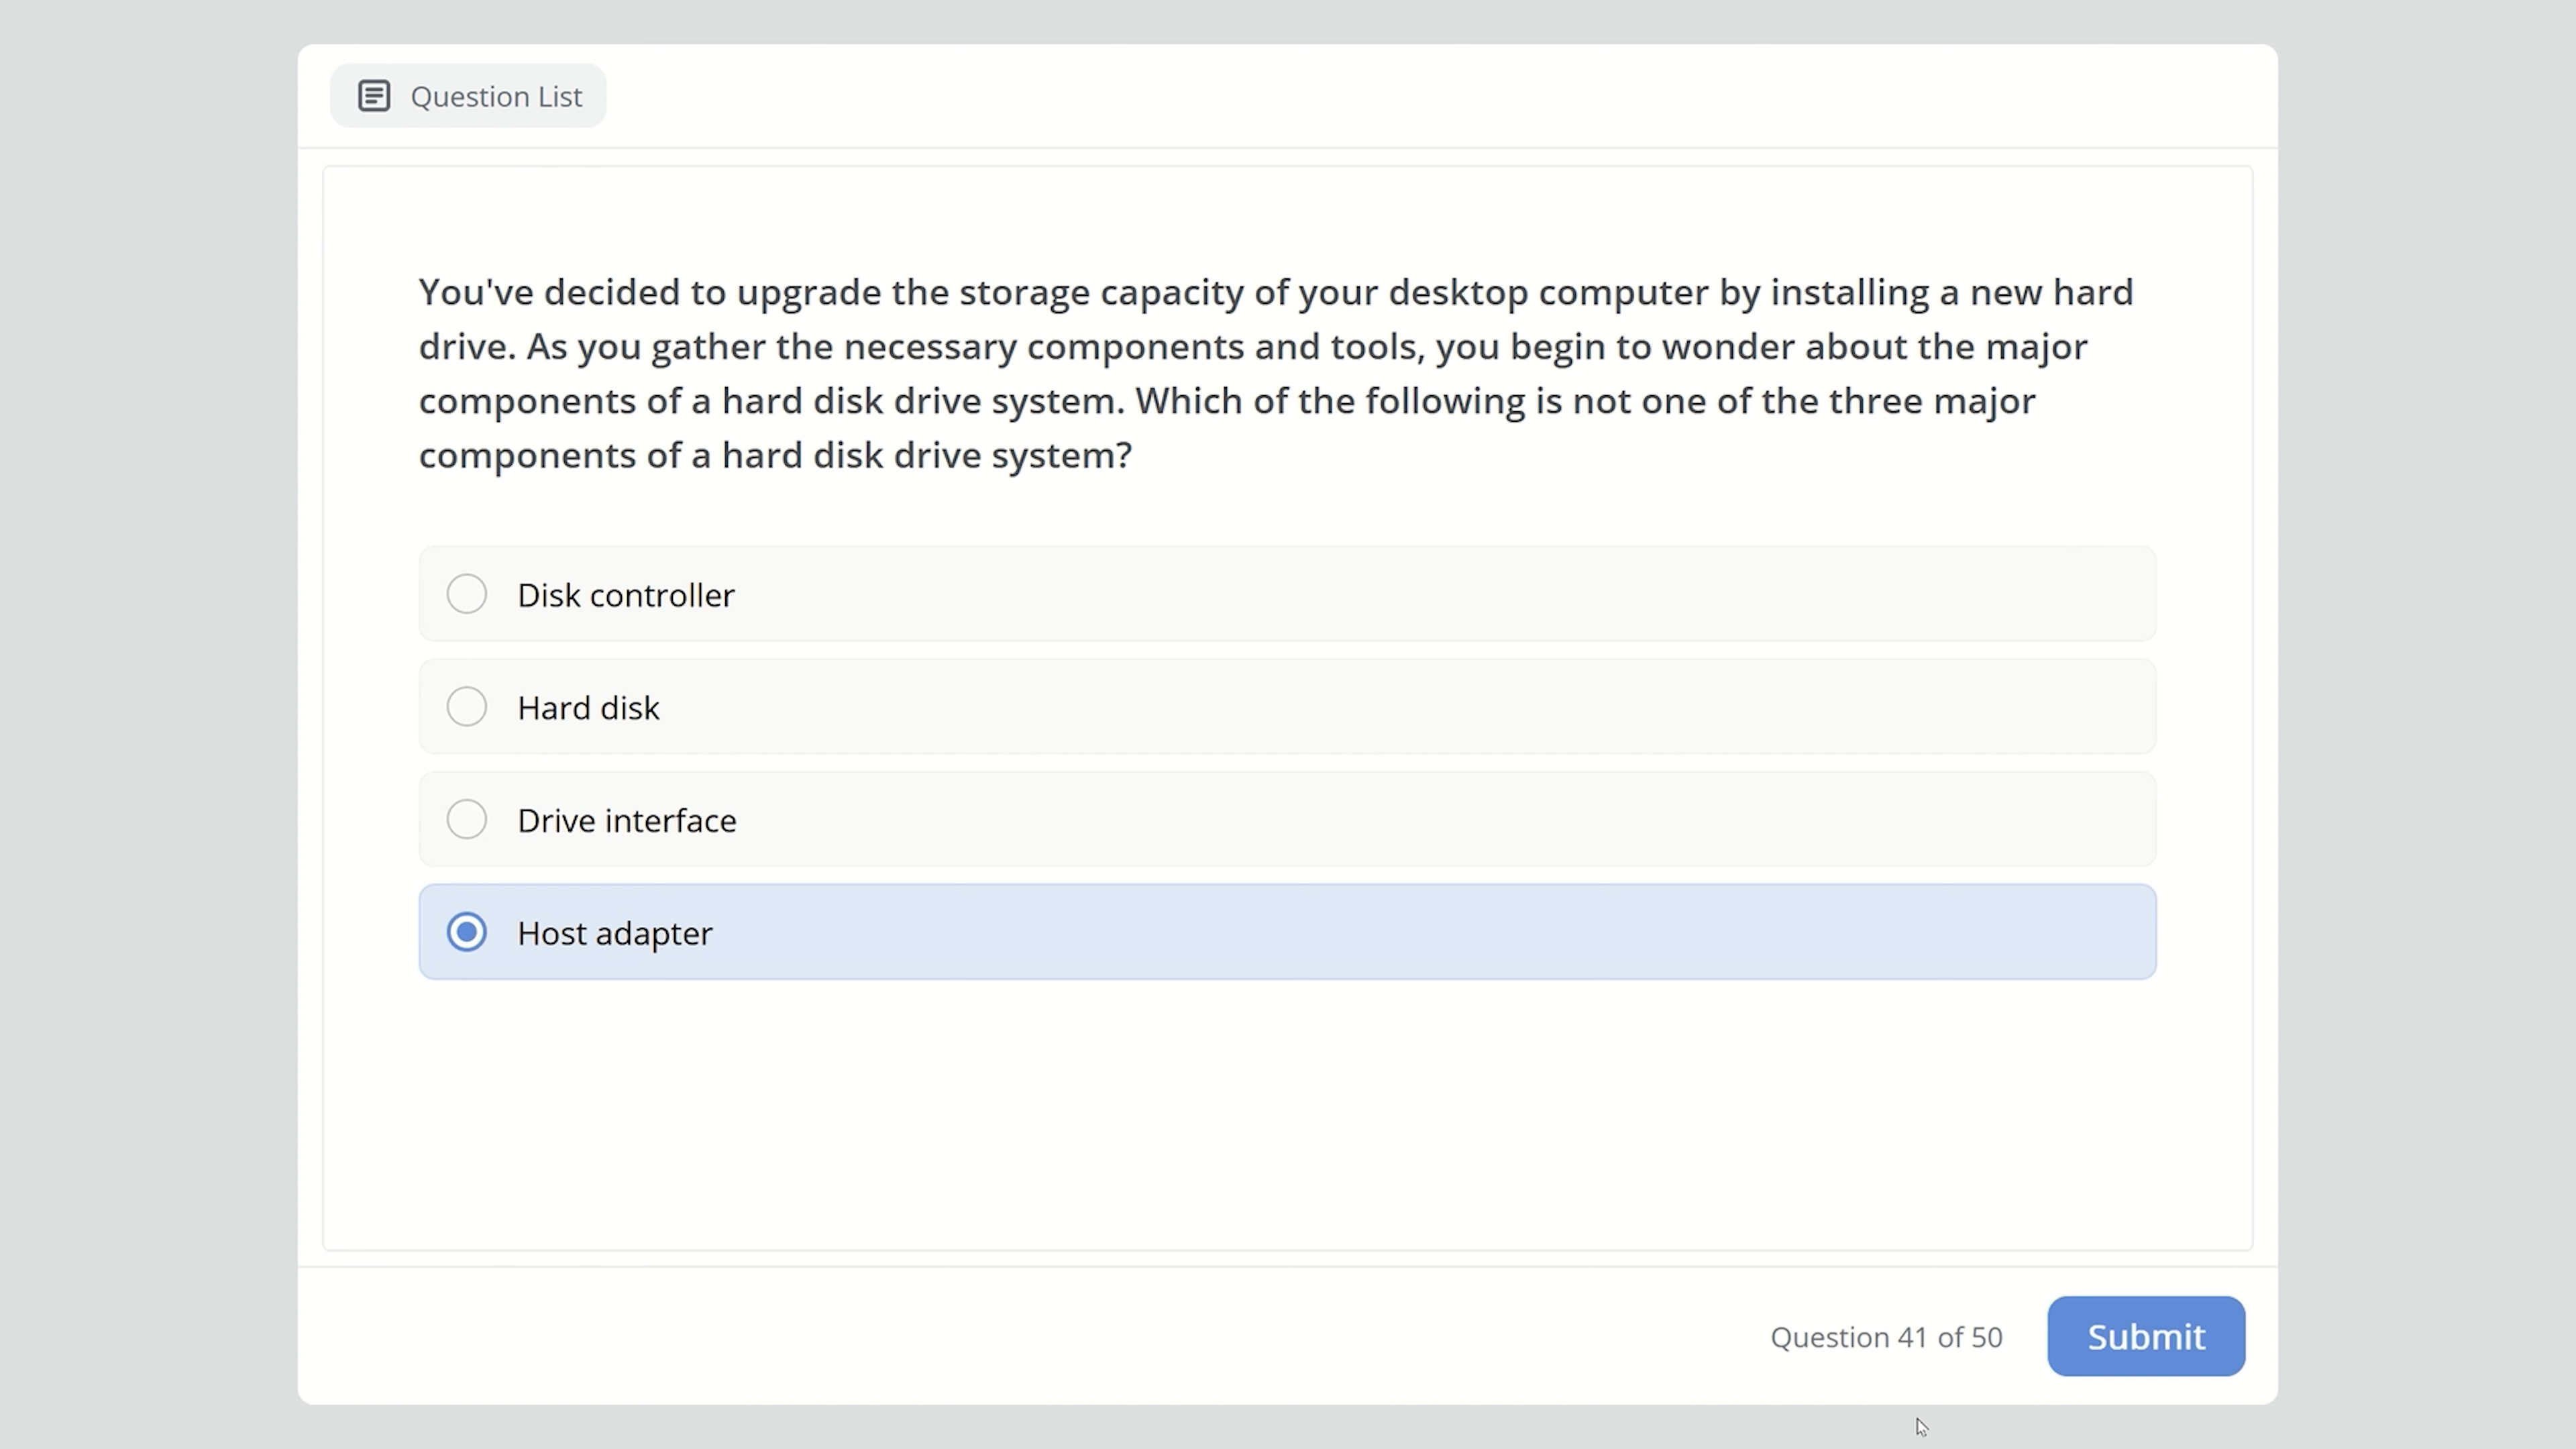 Question List
You've decided to upgrade the storage capacity of your desktop computer by installing a new hard
drive. As you gather the necessary components and tools, you begin to wonder about the major
components of a hard disk drive system. Which of the following is not one of the three major
components of a hard disk drive system?
Disk controller
Hard disk
Drive interface
Host adapter
Question 41 of 50
Submit